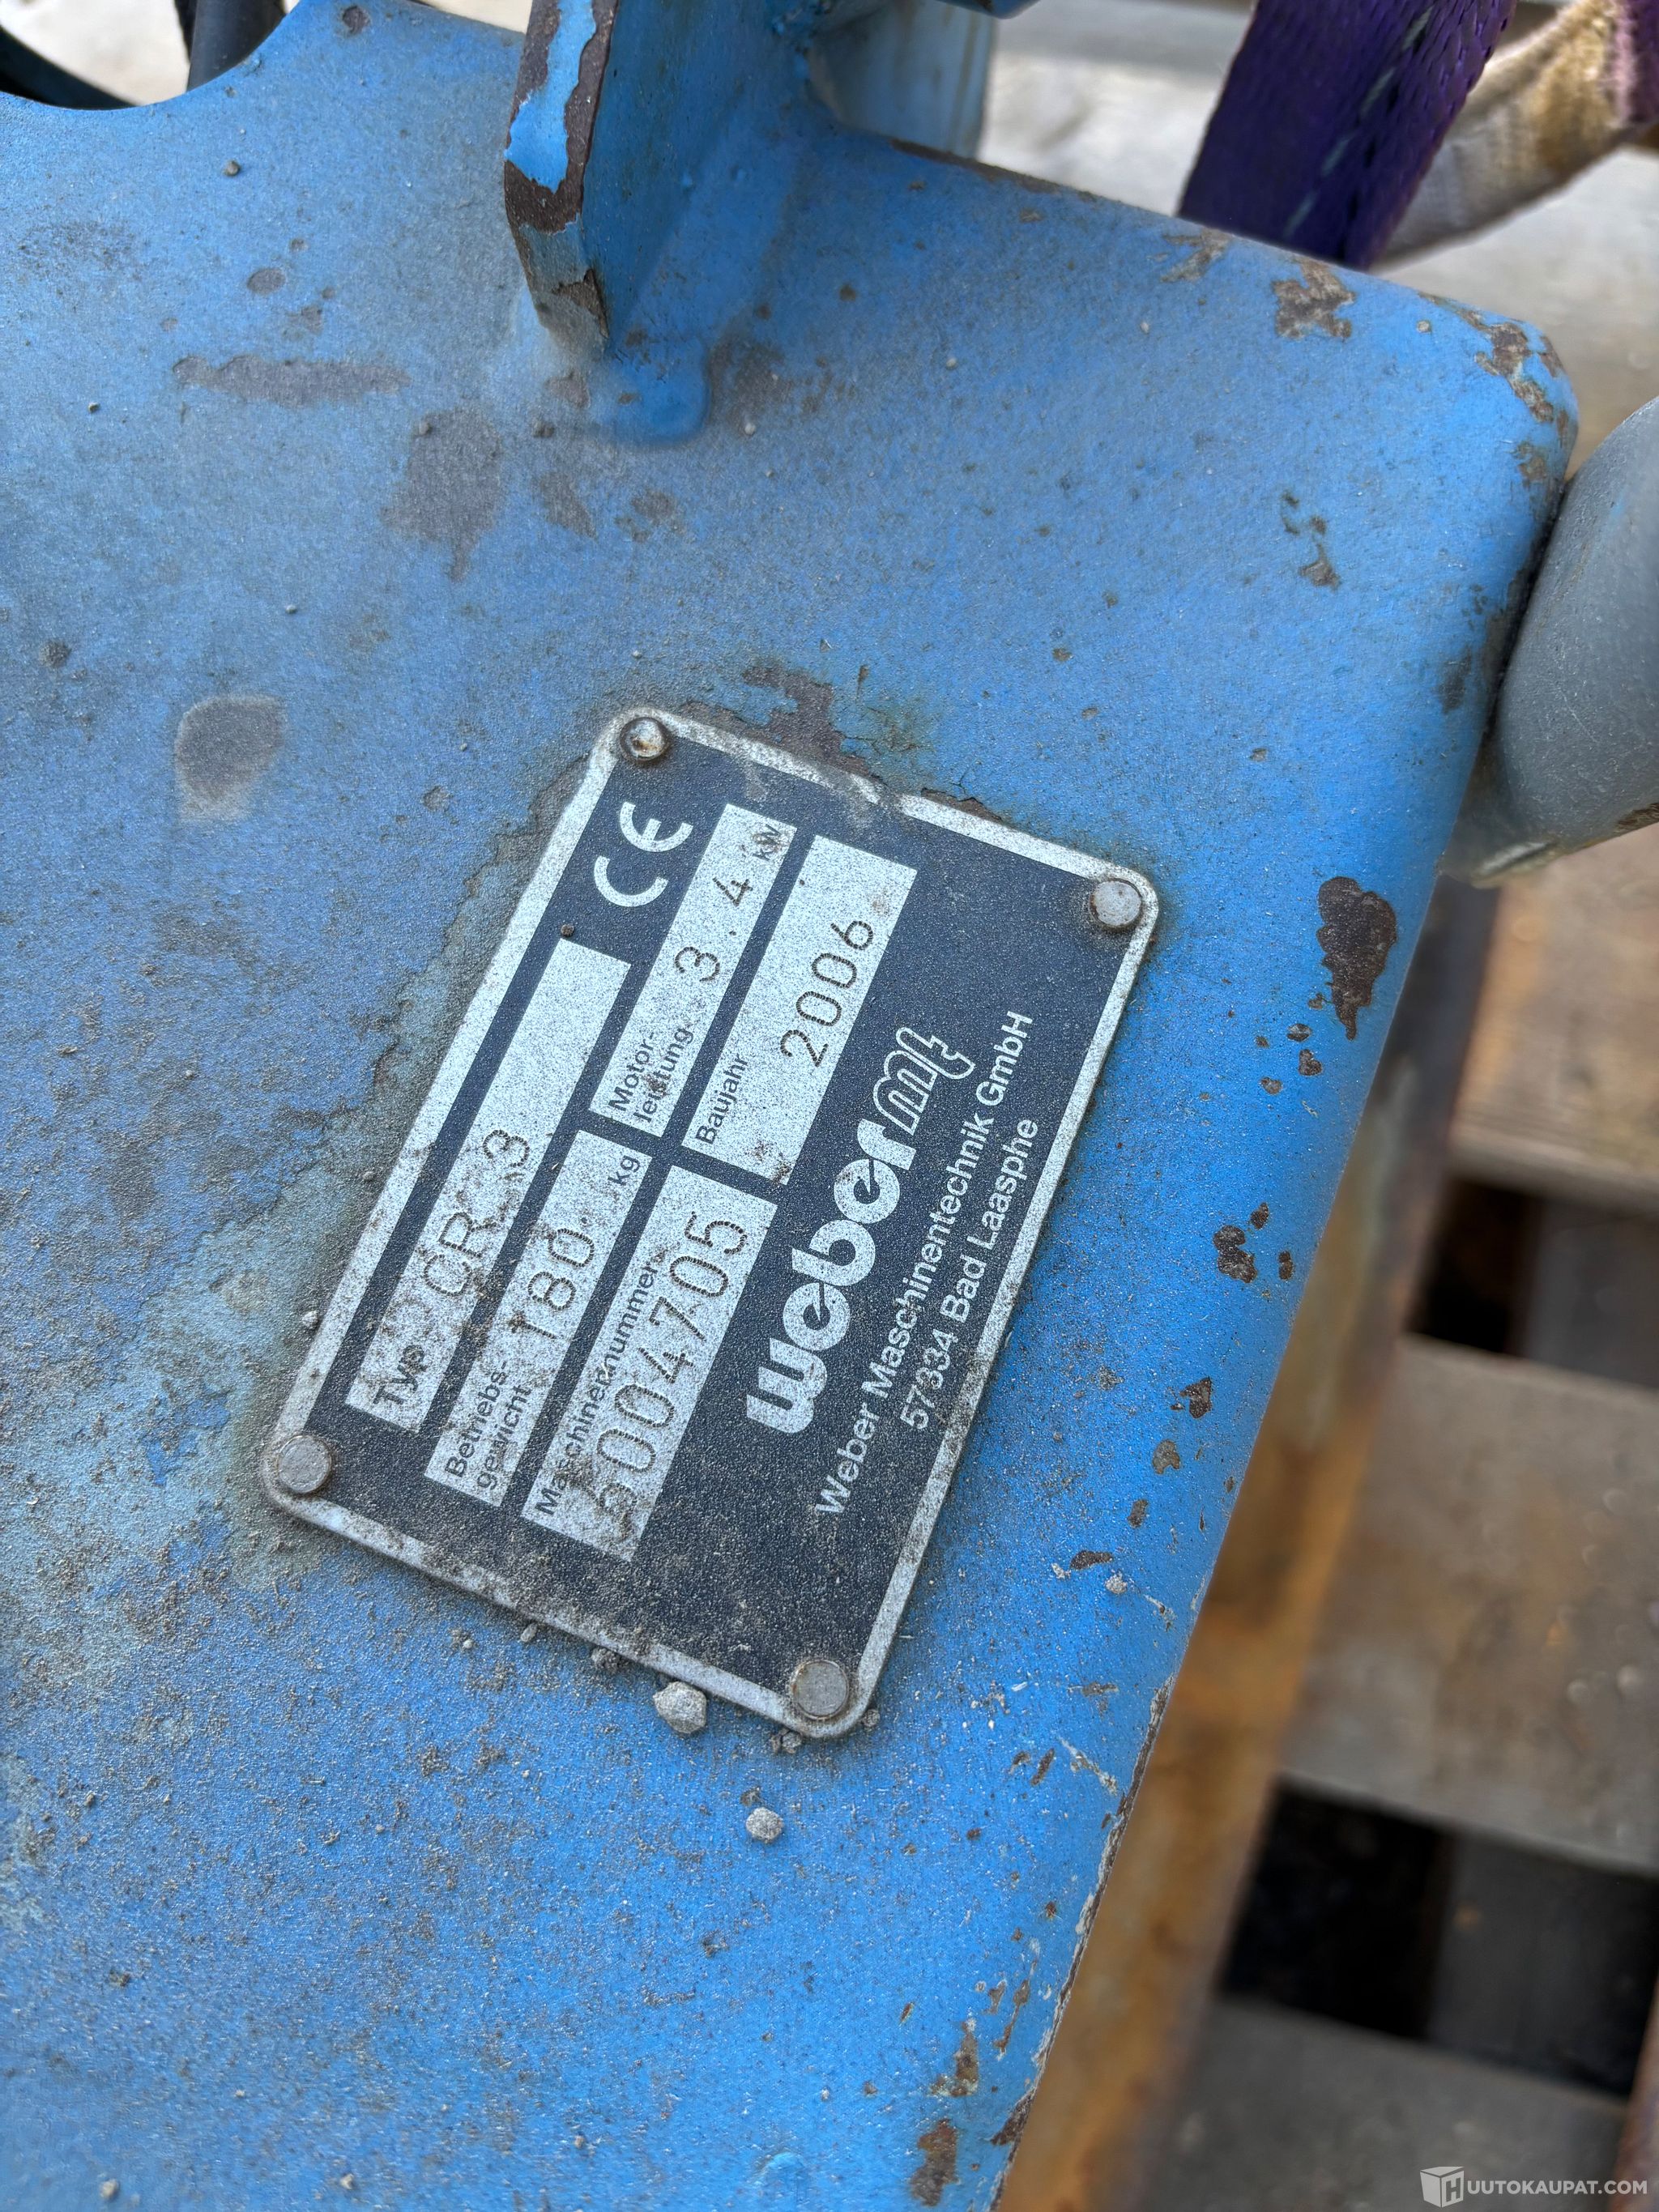 CE
Typ CR 3
Motor-
leistung 3.4 kW
Betriebs-
gewicht 180 kg
Baujahr 2006
Maschinennummer
5004705
weber mt
Weber Maschinentechnik GmbH
57334 Bad Laasphe
HUUTOKAUPAT.COM